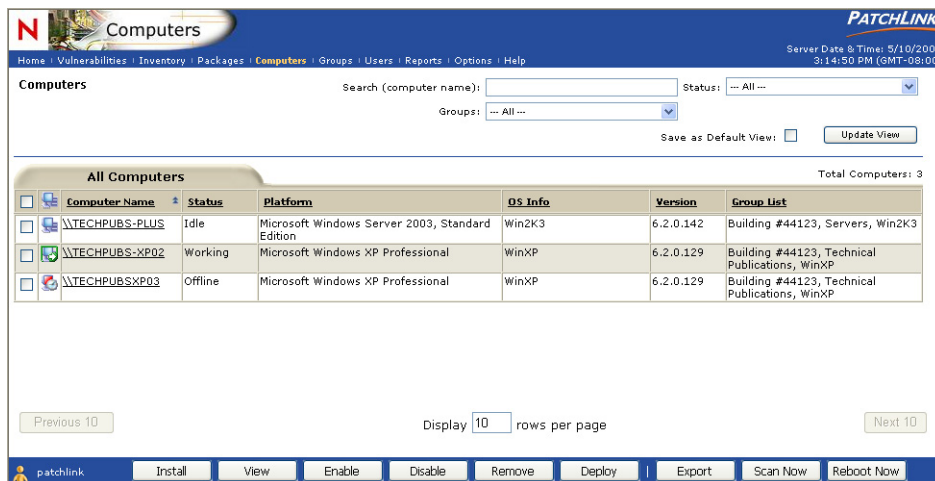 N Computers
PATCHLINK
Server Date & Time: 5/10/200
3:14:50 PM (GMT-08:00
Home | Vulnerabilities | Inventory | Packages | Computers | Groups | Users | Reports | Options | Help
Computers
Search (computer name):
Status: --- All ---
Groups: --- All ---
Save as Default View:
Update View
All Computers
Total Computers: 3
Computer Name Status Platform OS Info Version Group List
\\TECHPUBS-PLUS Idle Microsoft Windows Server 2003, Standard Win2K3 6.2.0.142 Building #44123, Servers, Win2K3
Edition
\\TECHPUBS-XP02 Working Microsoft Windows XP Professional WinXP 6.2.0.129 Building #44123, Technical
Publications, WinXP
\\TECHPUBSXP03 Offline Microsoft Windows XP Professional WinXP 6.2.0.129 Building #44123, Technical
Publications, WinXP
Previous 10
Display 10 rows per page
Next 10
patchlink Install View Enable Disable Remove Deploy | Export Scan Now Reboot Now